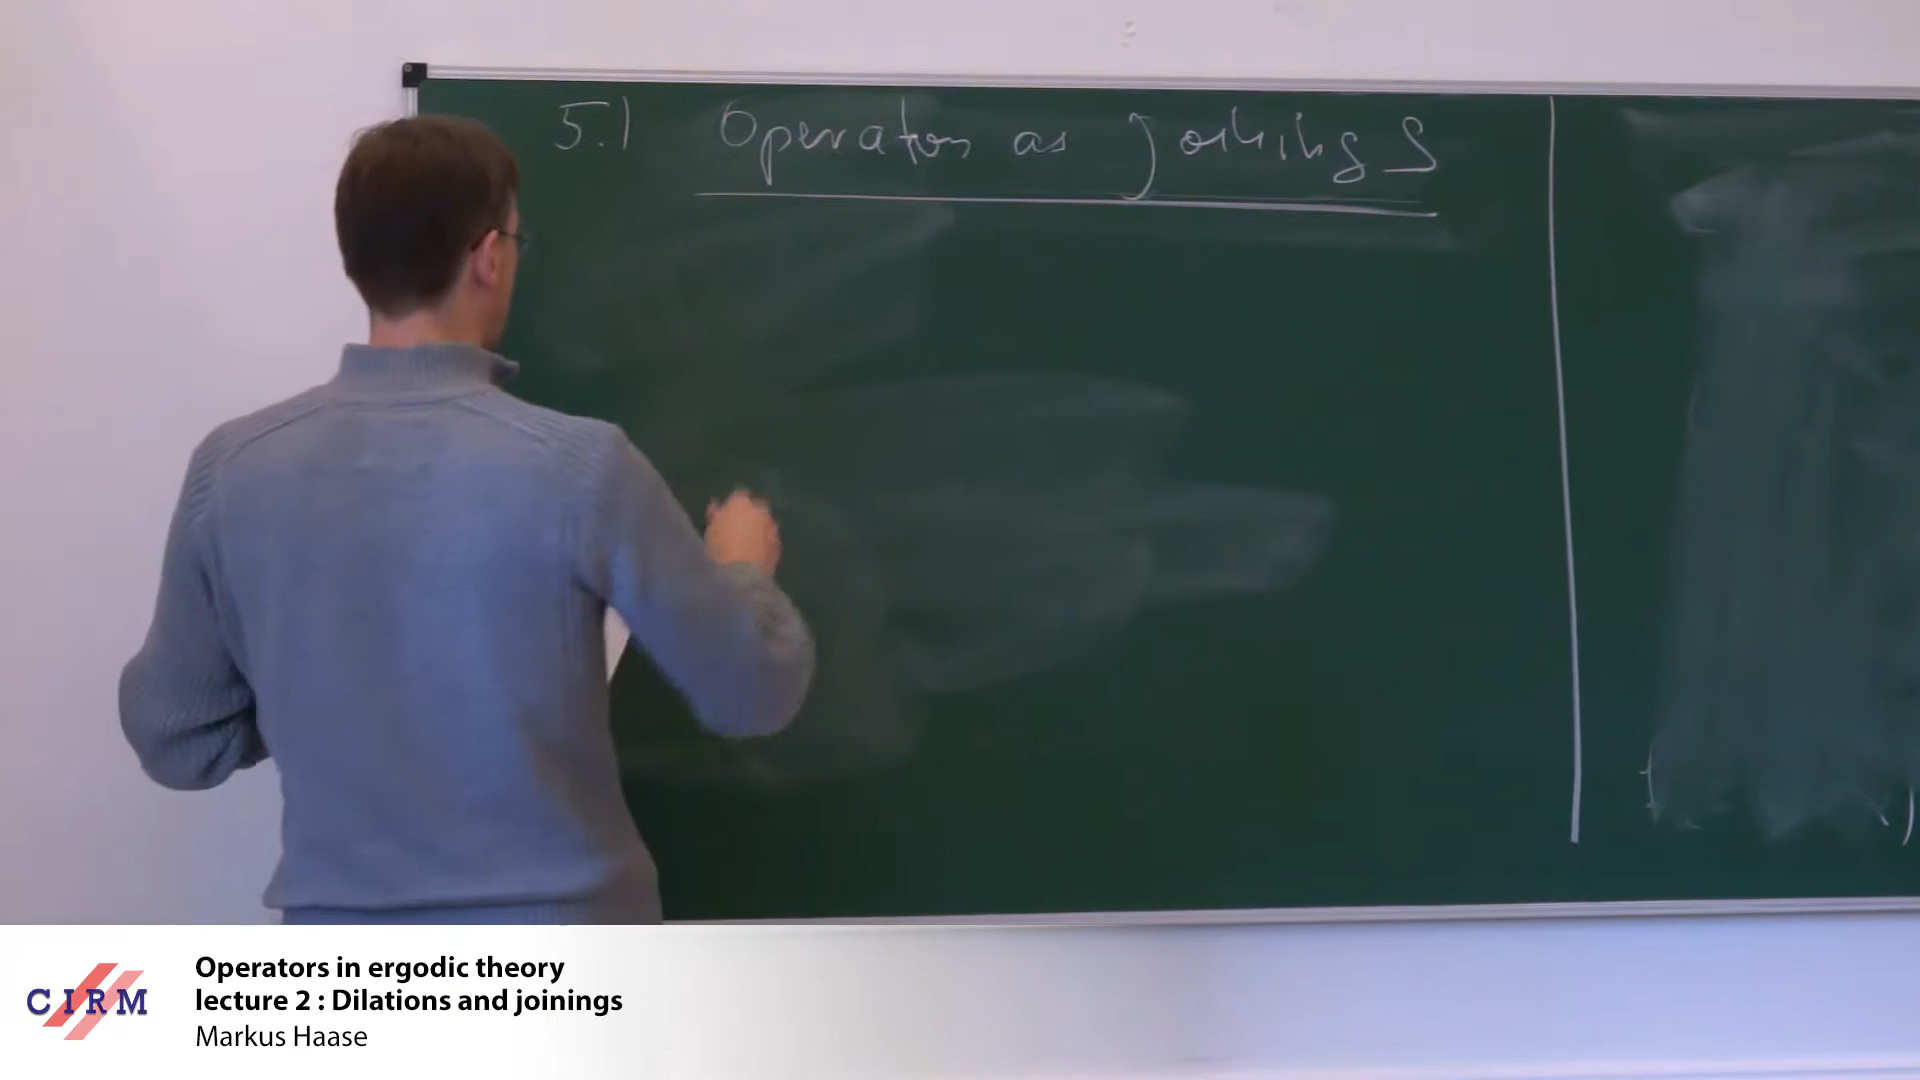 5.1 Operators as Joinings
CIRM
Operators in ergodic theory
lecture 2 : Dilations and joinings
Markus Haase